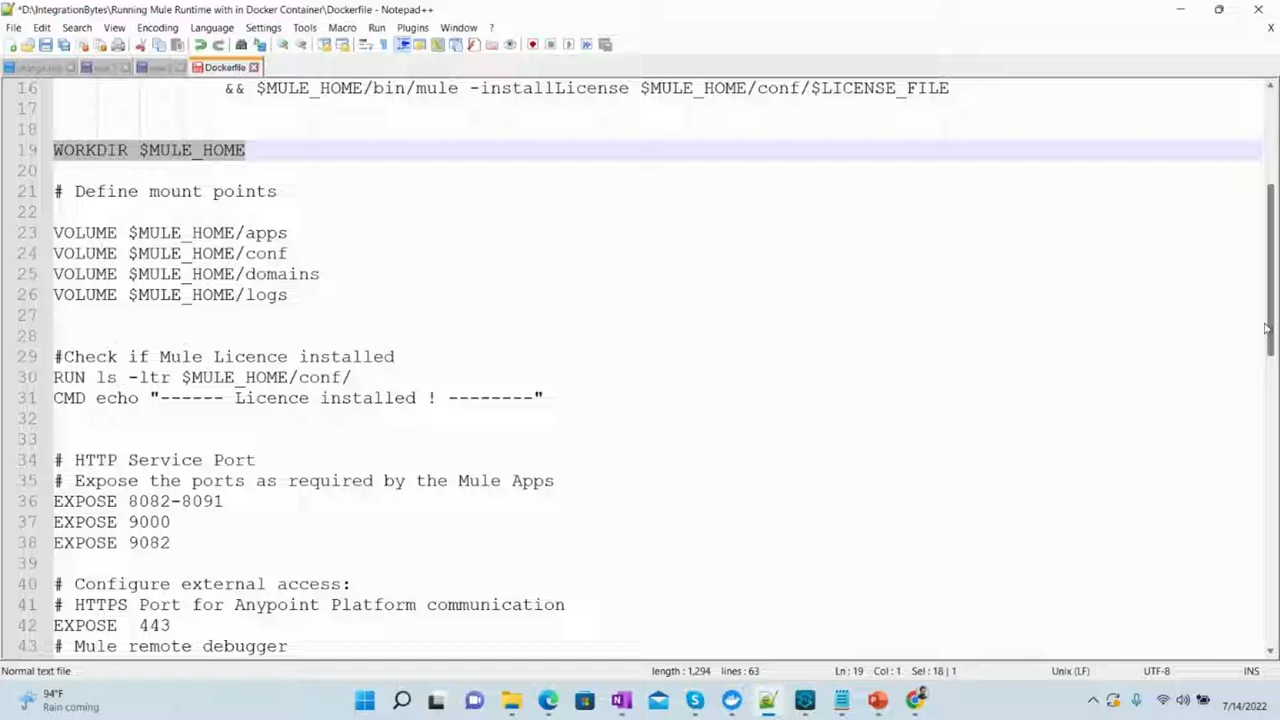 *D:\IntegrationBytes\Running Mule Runtime with in Docker Container\Dockerfile - Notepad++
File Edit Search View Encoding Language Settings Tools Macro Run Plugins Window ?
X
Dockerfile
16 && $MULE_HOME/bin/mule -installLicense $MULE_HOME/conf/$LICENSE_FILE
17
18
19 WORKDIR $MULE_HOME
20
21 # Define mount points
22
23 VOLUME $MULE_HOME/apps
24 VOLUME $MULE_HOME/conf
25 VOLUME $MULE_HOME/domains
26 VOLUME $MULE_HOME/logs
27
28
29 #Check if Mule Licence installed
30 RUN ls -ltr $MULE_HOME/conf/
31 CMD echo "------ Licence installed ! --------"
32
33
34 # HTTP Service Port
35 # Expose the ports as required by the Mule Apps
36 EXPOSE 8082-8091
37 EXPOSE 9000
38 EXPOSE 9082
39
40 # Configure external access:
41 # HTTPS Port for Anypoint Platform communication
42 EXPOSE  443
43 # Mule remote debugger
Normal text file length : 1,294 lines : 63 Ln : 19 Col : 1 Sel : 18 | 1 Unix (LF) UTF-8 INS
94°F
Rain coming
7/14/2022